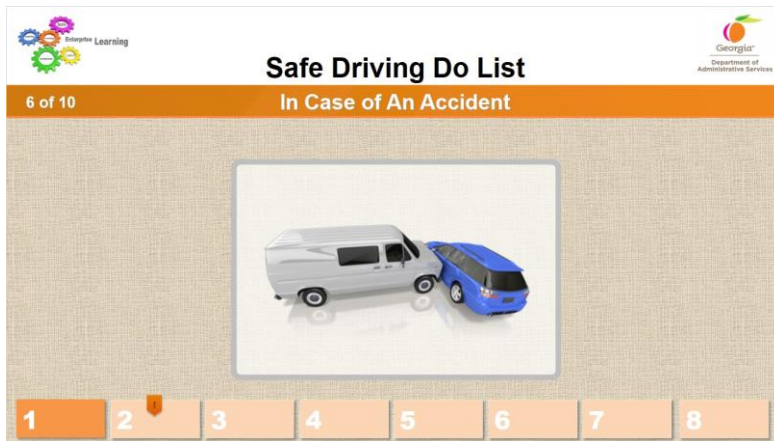 Enterprise Learning
Georgia
Department of
Administrative Services
Safe Driving Do List
6 of 10
In Case of An Accident
1
2
3
4
5
6
7
8